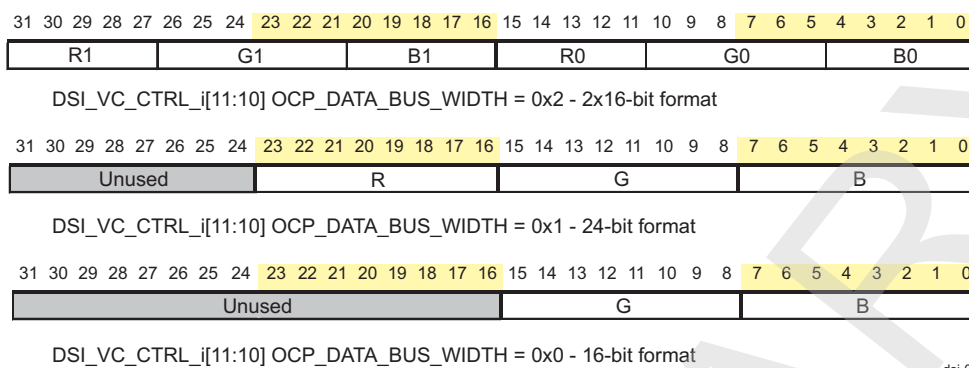 31 30 29 28 27 26 25 24 23 22 21 20 19 18 17 16 15 14 13 12 11 10 9 8 7 6 5 4 3 2 1 0
R1 G1 B1 R0 G0 B0
DSI_VC_CTRL_i[11:10] OCP_DATA_BUS_WIDTH = 0x2 - 2x16-bit format
31 30 29 28 27 26 25 24 23 22 21 20 19 18 17 16 15 14 13 12 11 10 9 8 7 6 5 4 3 2 1 0
Unused R G B
DSI_VC_CTRL_i[11:10] OCP_DATA_BUS_WIDTH = 0x1 - 24-bit format
31 30 29 28 27 26 25 24 23 22 21 20 19 18 17 16 15 14 13 12 11 10 9 8 7 6 5 4 3 2 1 0
Unused G B
DSI_VC_CTRL_i[11:10] OCP_DATA_BUS_WIDTH = 0x0 - 16-bit format